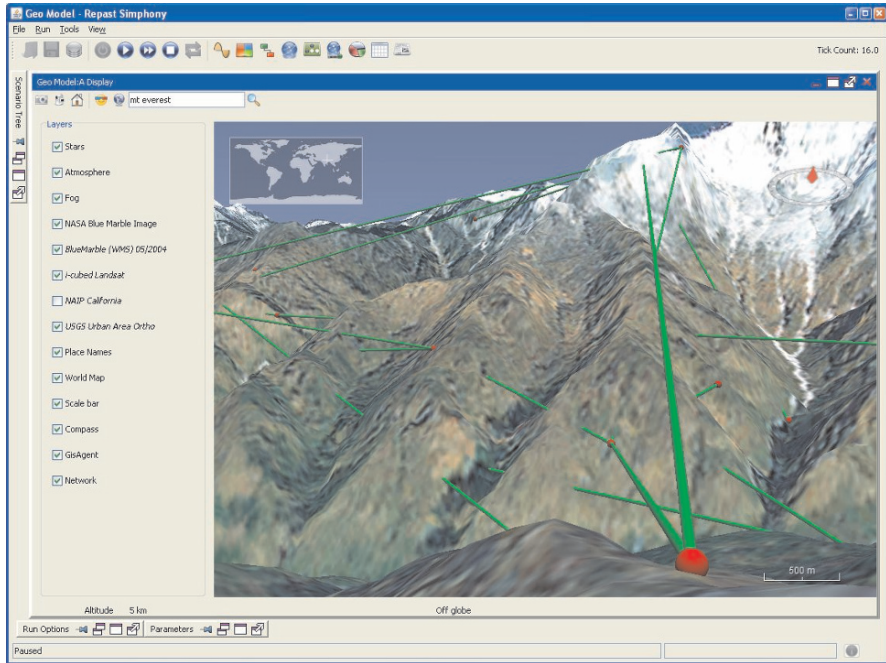 Geo Model - Repast Simphony
File Run Tools View
Tick Count: 16.0
Scenario Tree
Geo Model:A Display
mt everest
Layers
Stars
Atmosphere
Fog
NASA Blue Marble Image
BlueMarble (WMS) 05/2004
i-cubed Landsat
NAIP California
USGS Urban Area Ortho
Place Names
World Map
Scale bar
Compass
GisAgent
Network
500 m
Altitude 5 km Off globe
Run Options Parameters
Paused